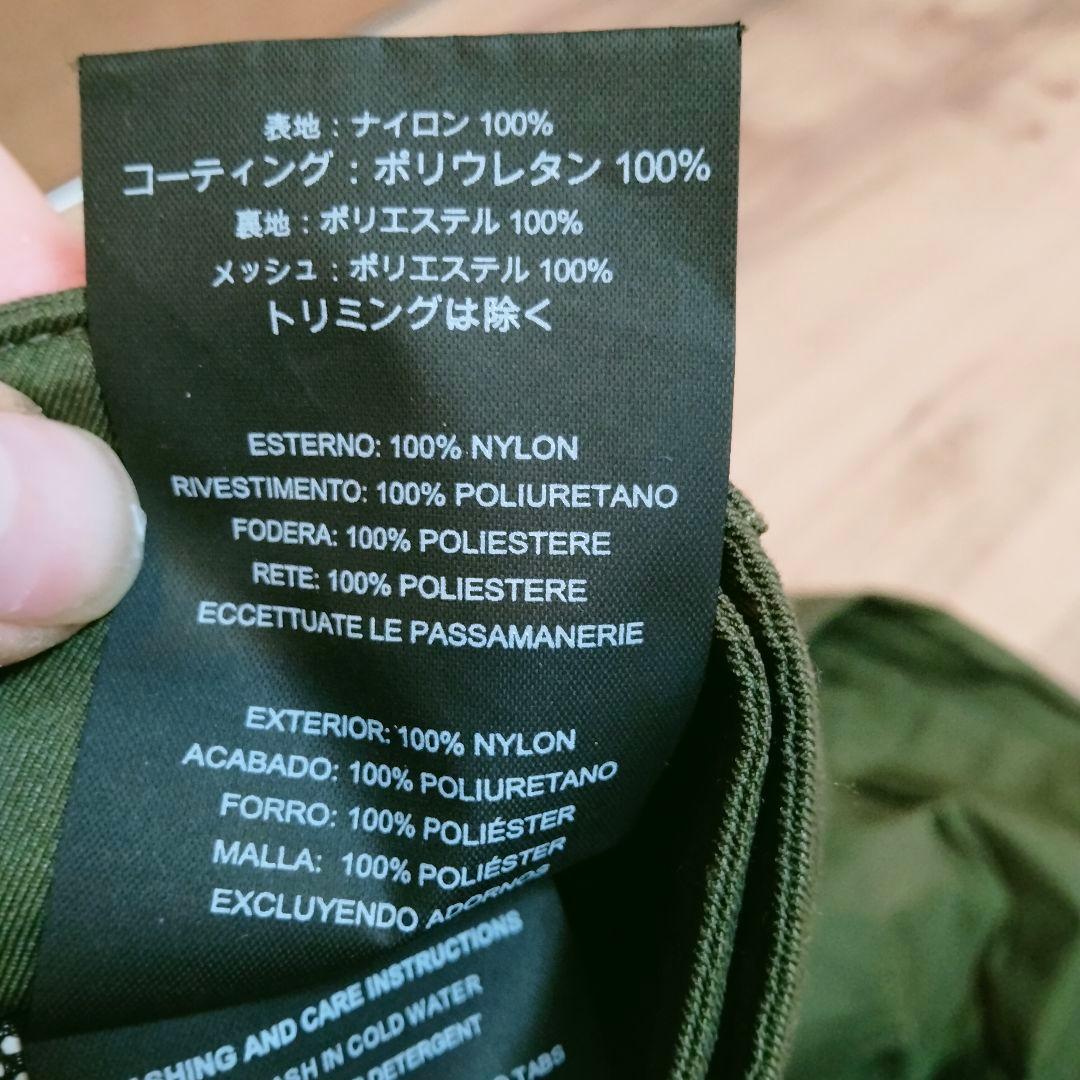 表地 : ナイロン 100%
コーティング : ポリウレタン 100%
裏地 : ポリエステル 100%
メッシュ : ポリエステル 100%
トリミングは除く
ESTERNO: 100% NYLON
RIVESTIMENTO: 100% POLIURETANO
FODERA: 100% POLIESTERE
RETE: 100% POLIESTERE
ECCETTUATE LE PASSAMANERIE
EXTERIOR: 100% NYLON
ACABADO: 100% POLIURETANO
FORRO: 100% POLIÉSTER
MALLA: 100% POLIÉSTER
EXCLUYENDO ADORNOS
AND CARE INSTRUCTIONS
IN COLD WATER
DETERGENT
TABS